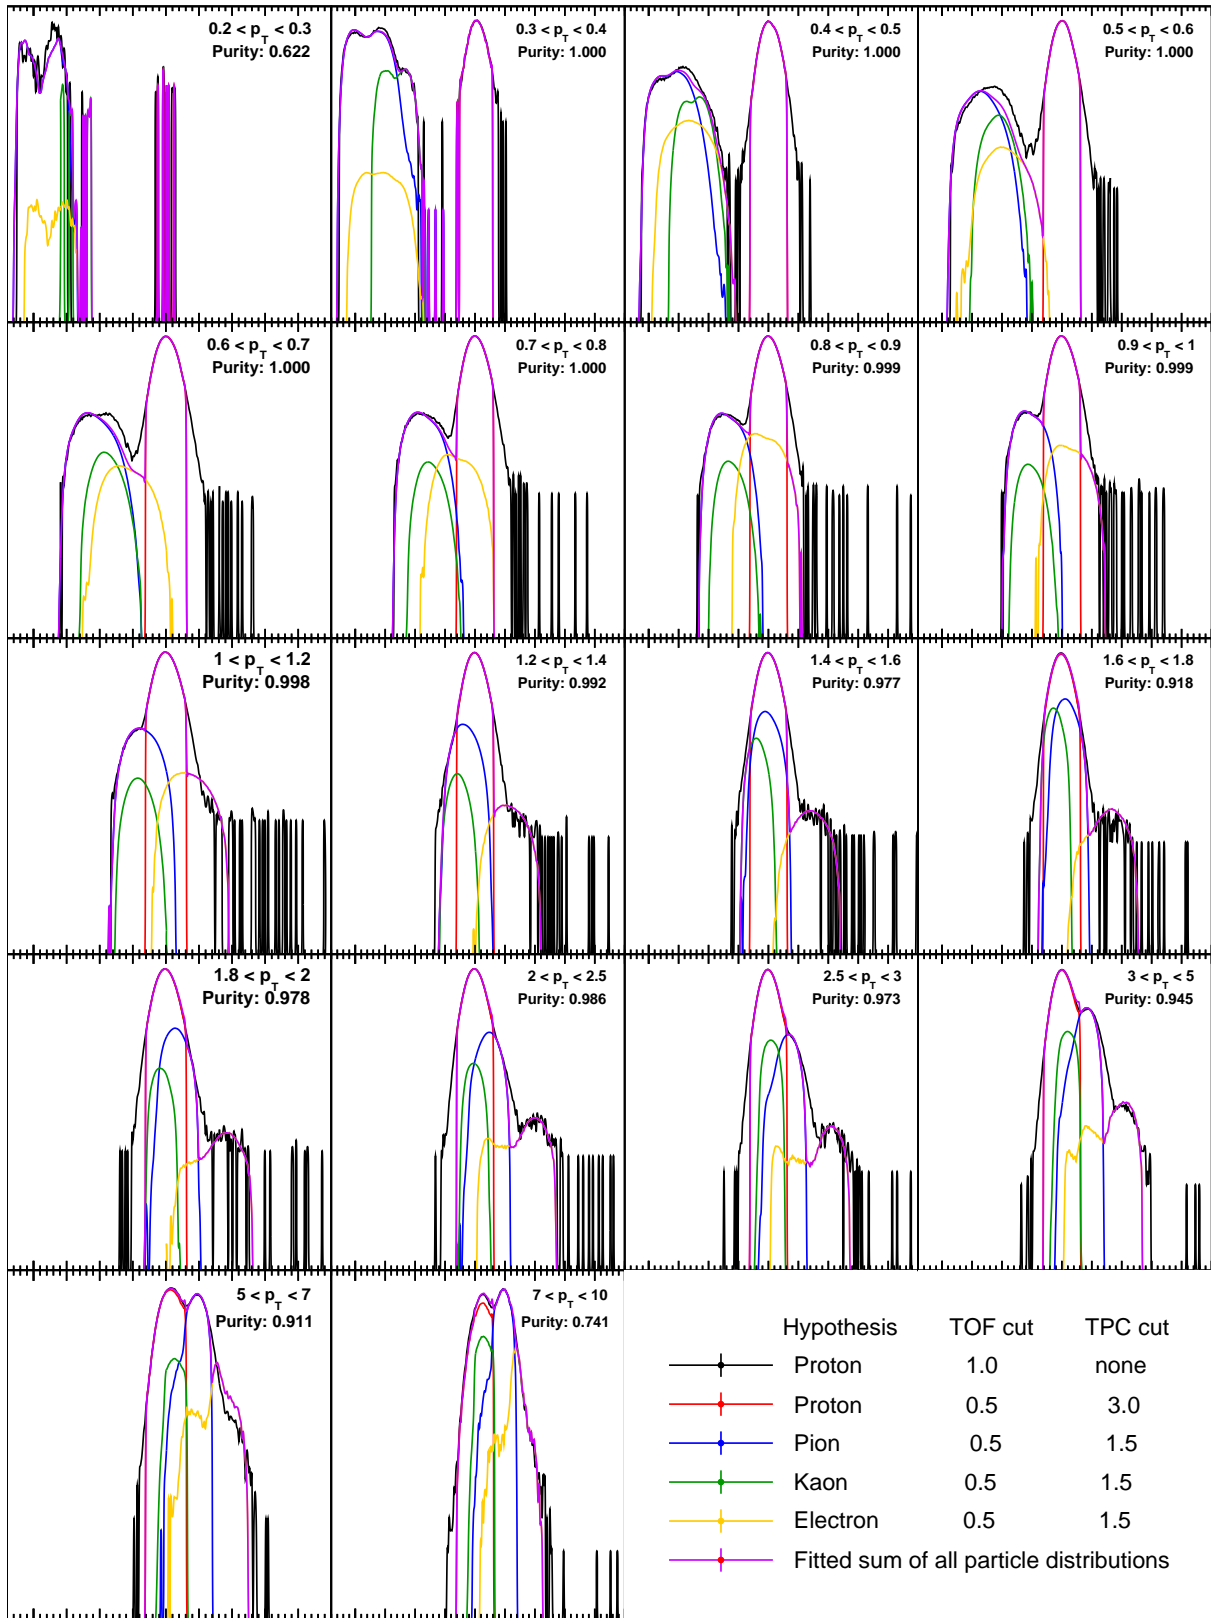 0.2 < p_T < 0.3
Purity: 0.622
0.3 < p_T < 0.4
Purity: 1.000
0.4 < p_T < 0.5
Purity: 1.000
0.5 < p_T < 0.6
Purity: 1.000
0.6 < p_T < 0.7
Purity: 1.000
0.7 < p_T < 0.8
Purity: 1.000
0.8 < p_T < 0.9
Purity: 0.999
0.9 < p_T < 1
Purity: 0.999
1 < p_T < 1.2
Purity: 0.998
1.2 < p_T < 1.4
Purity: 0.992
1.4 < p_T < 1.6
Purity: 0.977
1.6 < p_T < 1.8
Purity: 0.918
1.8 < p_T < 2
Purity: 0.978
2 < p_T < 2.5
Purity: 0.986
2.5 < p_T < 3
Purity: 0.973
3 < p_T < 5
Purity: 0.945
5 < p_T < 7
Purity: 0.911
7 < p_T < 10
Purity: 0.741
Hypothesis TOF cut TPC cut
Proton 1.0 none
Proton 0.5 3.0
Pion 0.5 1.5
Kaon 0.5 1.5
Electron 0.5 1.5
Fitted sum of all particle distributions